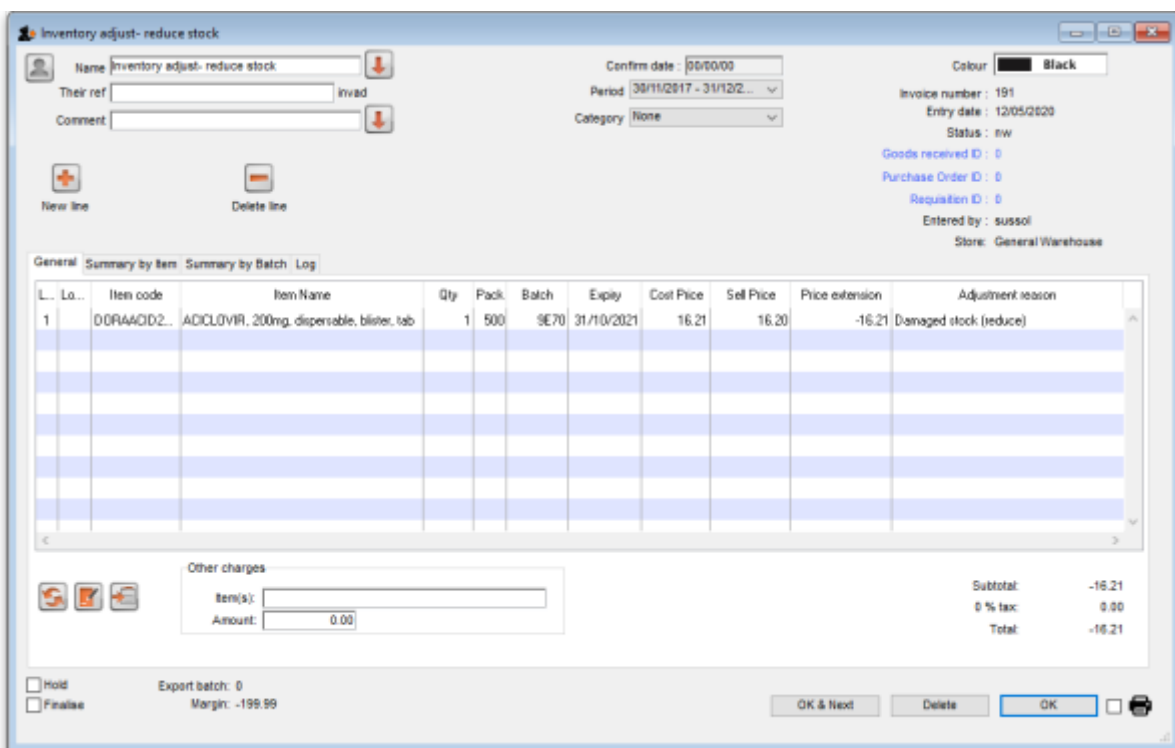 Inventory adjust- reduce stock
Name Inventory adjust- reduce stock
Their ref invad
Comment
Confirm date : 00/00/00
Period 30/11/2017 - 31/12/2...
Category None
Colour Black
Invoice number : 191
Entry date : 12/05/2020
Status : nw
Goods received ID : 0
Purchase Order ID : 0
Requisition ID : 0
Entered by : sussol
Store: General Warehouse
New line Delete line
General Summary by Item Summary by Batch Log
L... Lo... Item code Item Name Qty Pack Batch Expiry Cost Price Sell Price Price extension Adjustment reason
1 DORAACID2... ACICLOVIR, 200mg, dispersable, blister, tab 1 500 9E70 31/10/2021 16.21 16.20 -16.21 Damaged stock (reduce)
Other charges
Item(s):
Amount: 0.00
Subtotal: -16.21
0 % tax: 0.00
Total: -16.21
Hold Export batch: 0
Finalise Margin: -199.99
OK & Next Delete OK